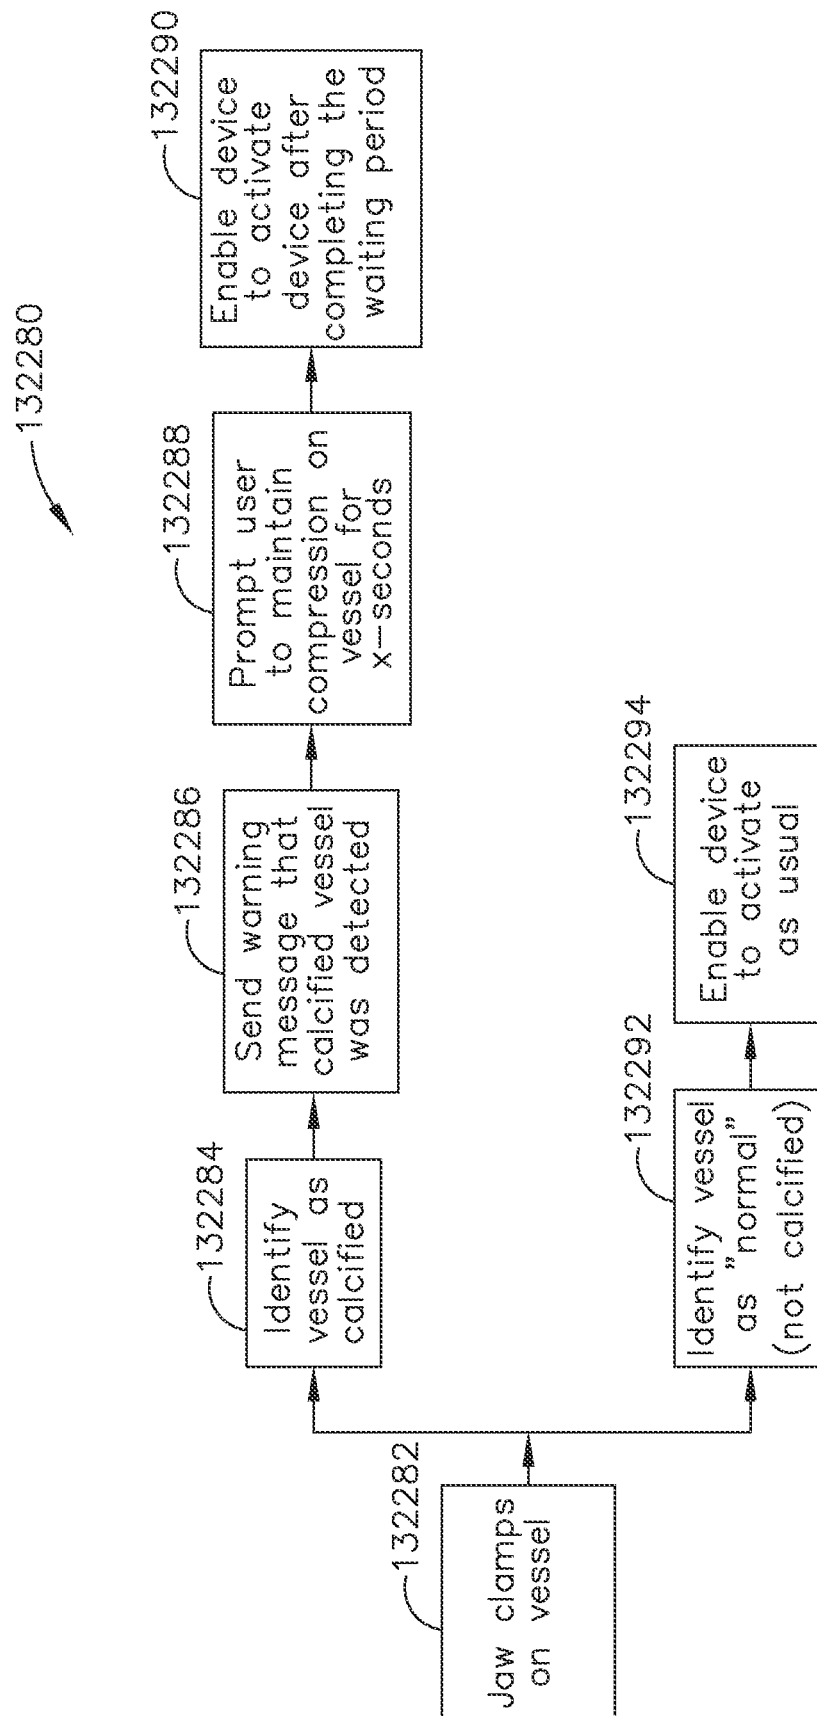 132280
132282
Jaw clamps
on vessel
132284
Identify
vessel as
calcified
132286
Send warning
message that
calcified vessel
was detected
132288
Prompt user
to maintain
compression on
vessel for
x-seconds
132290
Enable device
to activate
device after
completing the
waiting period
132292
Identify vessel
as "normal"
(not calcified)
132294
Enable device
to activate
as usual